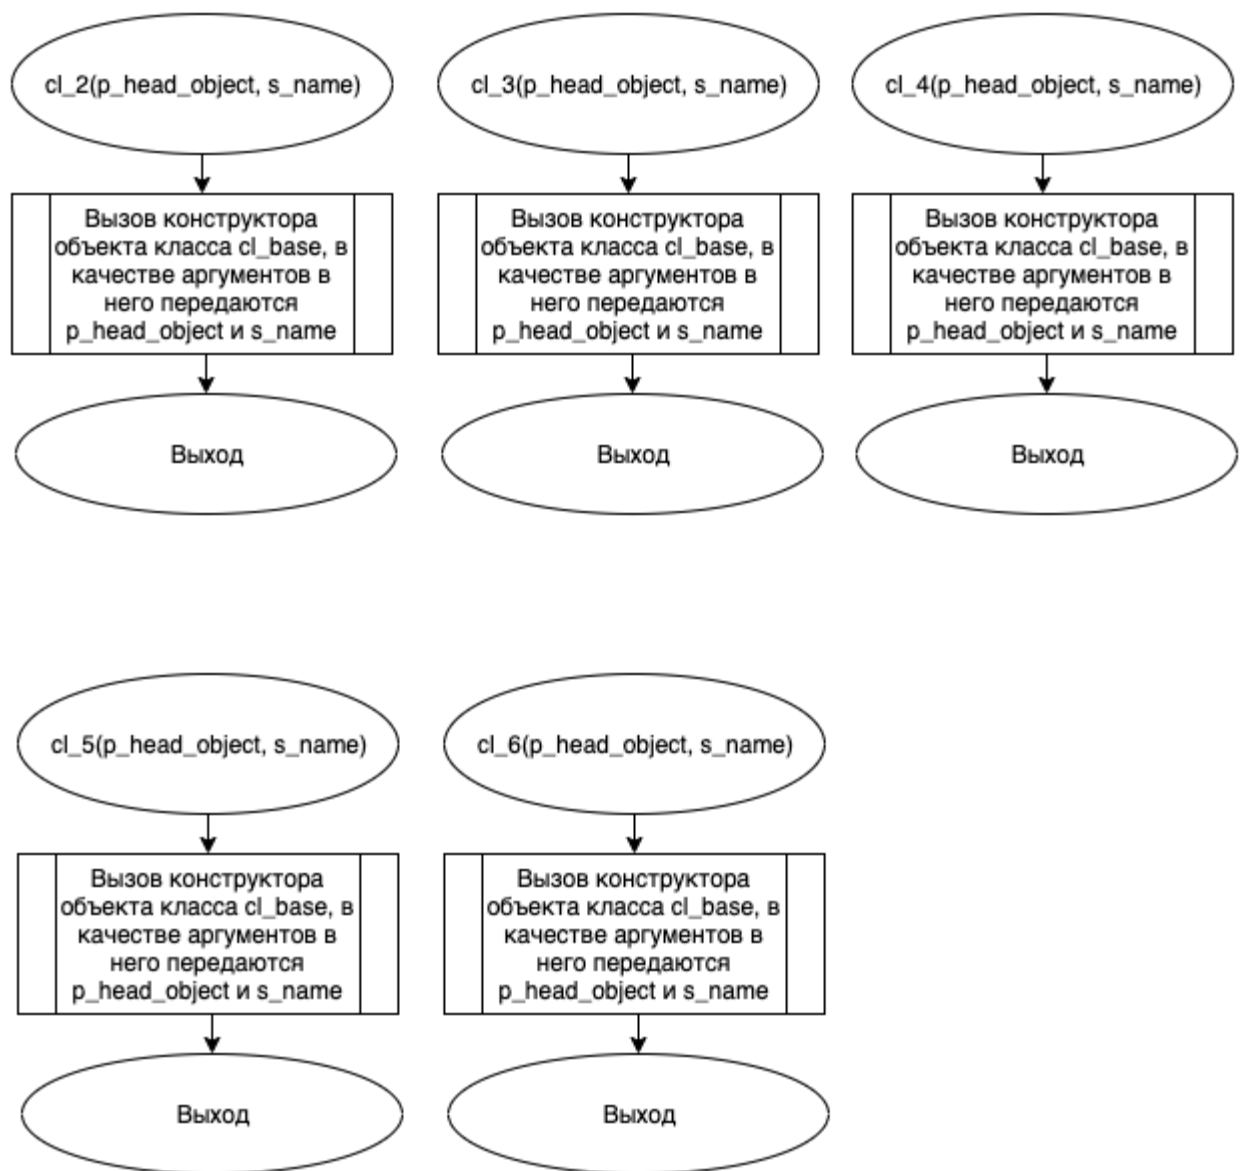 cl_2(p_head_object, s_name)
Вызов конструктора
объекта класса cl_base, в
качестве аргументов в
него передаются
p_head_object и s_name
Выход
cl_3(p_head_object, s_name)
Вызов конструктора
объекта класса cl_base, в
качестве аргументов в
него передаются
p_head_object и s_name
Выход
cl_4(p_head_object, s_name)
Вызов конструктора
объекта класса cl_base, в
качестве аргументов в
него передаются
p_head_object и s_name
Выход
cl_5(p_head_object, s_name)
Вызов конструктора
объекта класса cl_base, в
качестве аргументов в
него передаются
p_head_object и s_name
Выход
cl_6(p_head_object, s_name)
Вызов конструктора
объекта класса cl_base, в
качестве аргументов в
него передаются
p_head_object и s_name
Выход